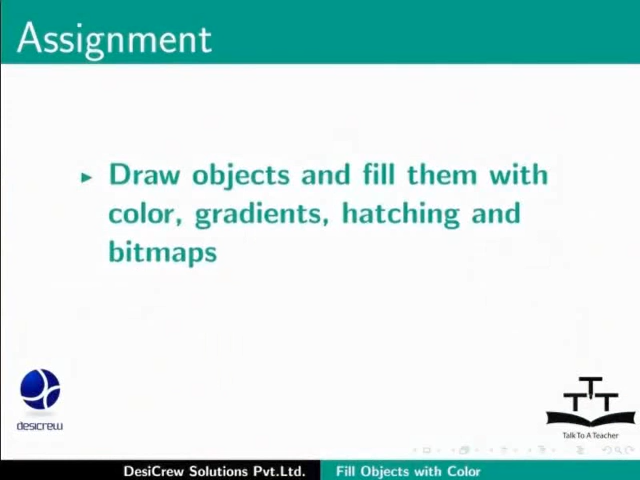 Assignment
Draw objects and fill them with
color, gradients, hatching and
bitmaps
desicrew
TTT
Talk To A Teacher
DesiCrew Solutions Pvt.Ltd.
Fill Objects with Color